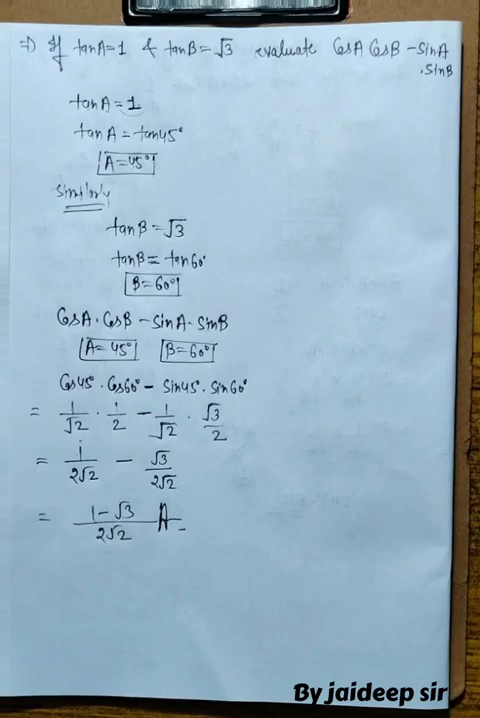 ⇒ If tanA=1 & tanB=√3 evaluate CosA CosB - SinA
. SinB
tanA=1
tanA=tan45°
A=45°
Similarly
tanB=√3
tanB=tan60°
B=60°
CosA·CosB-SinA·SinB
A=45° B=60°
Cos45°·Cos60°-Sin45°·Sin60°
= 1/√2 · 1/2 - 1/√2 · √3/2
= 1/2√2 - √3/2√2
= 1-√3/2√2 A
By jaideep sir